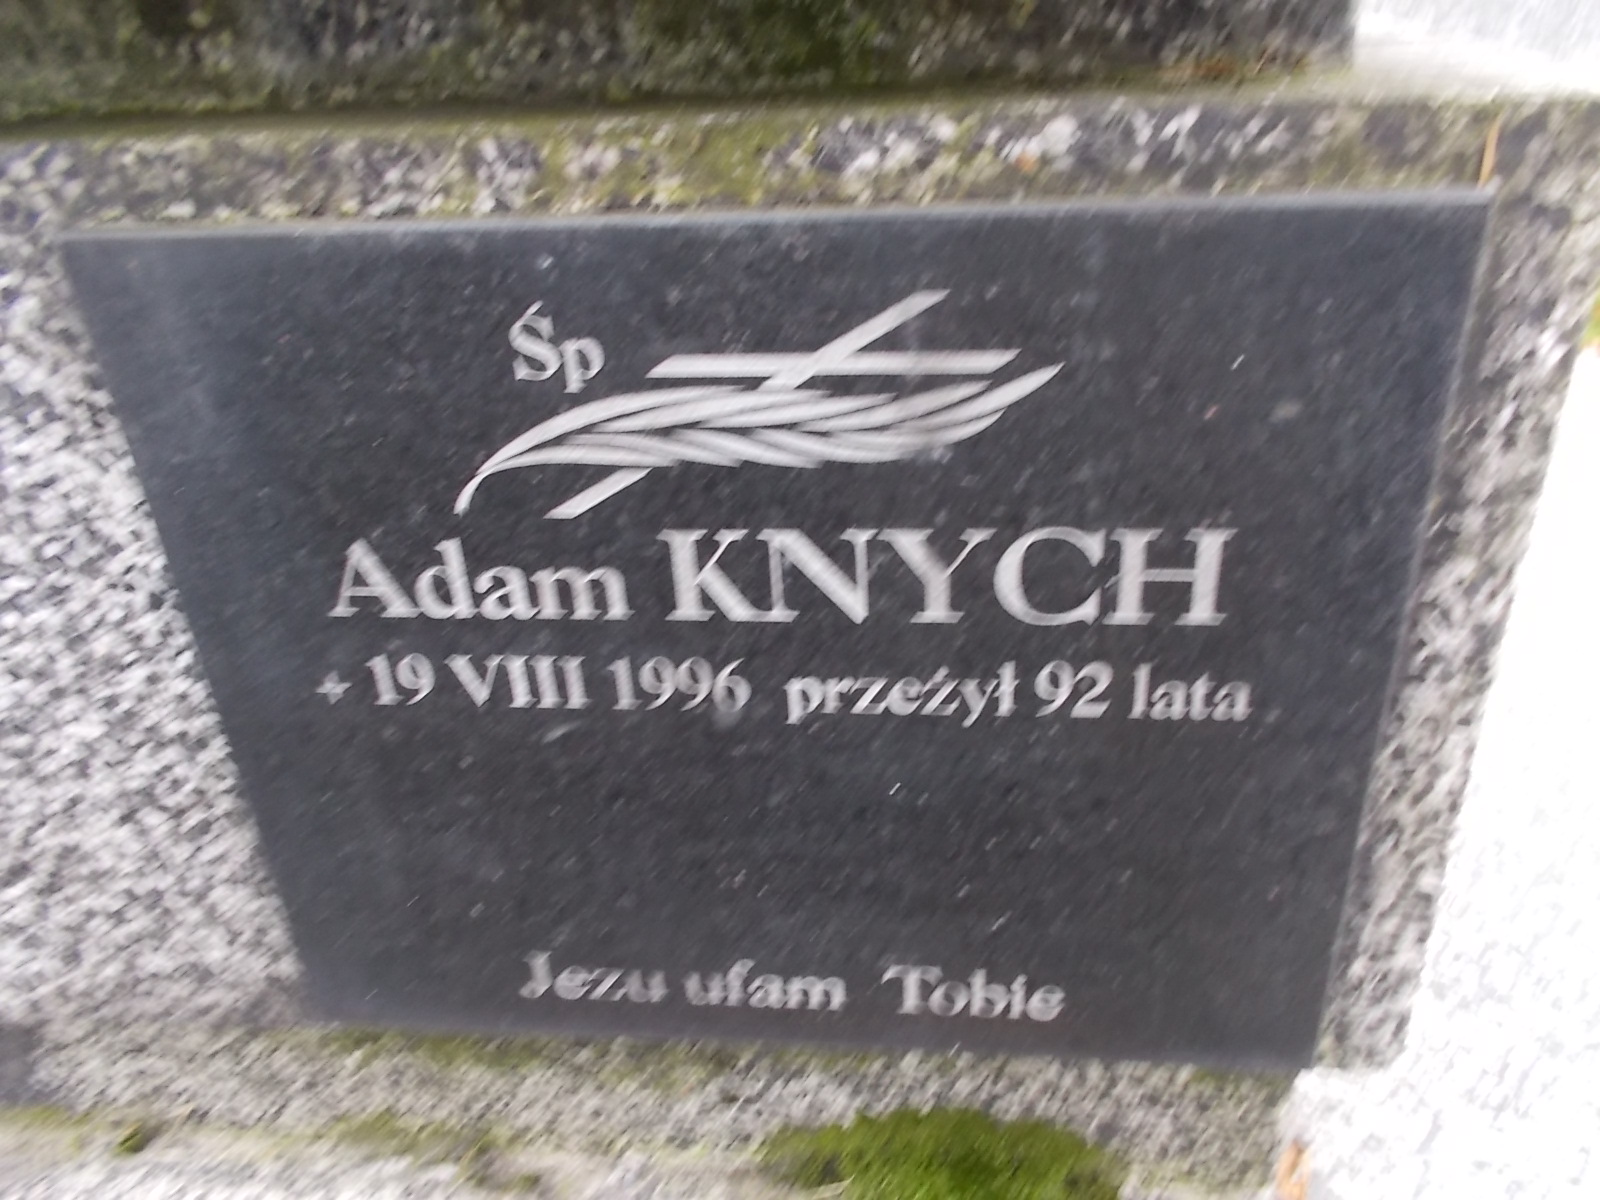 Śp
Adam KNYCH
+ 19 VIII 1996 przeżył 92 lata
Jezu ufam Tobie